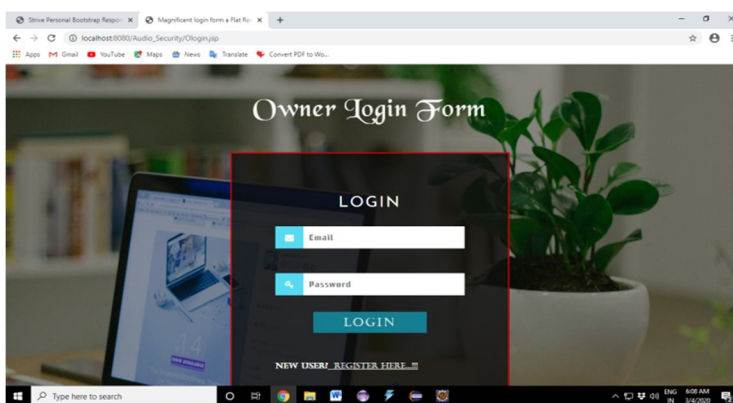 Strive Personal Bootstrap Respon
Magnificent login form a Flat Re
localhost:8080/Audio_Security/Ologin.jsp
Apps Gmail YouTube Maps News Translate Convert PDF to Wo...
Owner Login Form
LOGIN
Email
Password
LOGIN
NEW USER! REGISTER HERE...!!!
Type here to search
ENG 6:08 AM
IN 3/4/2020